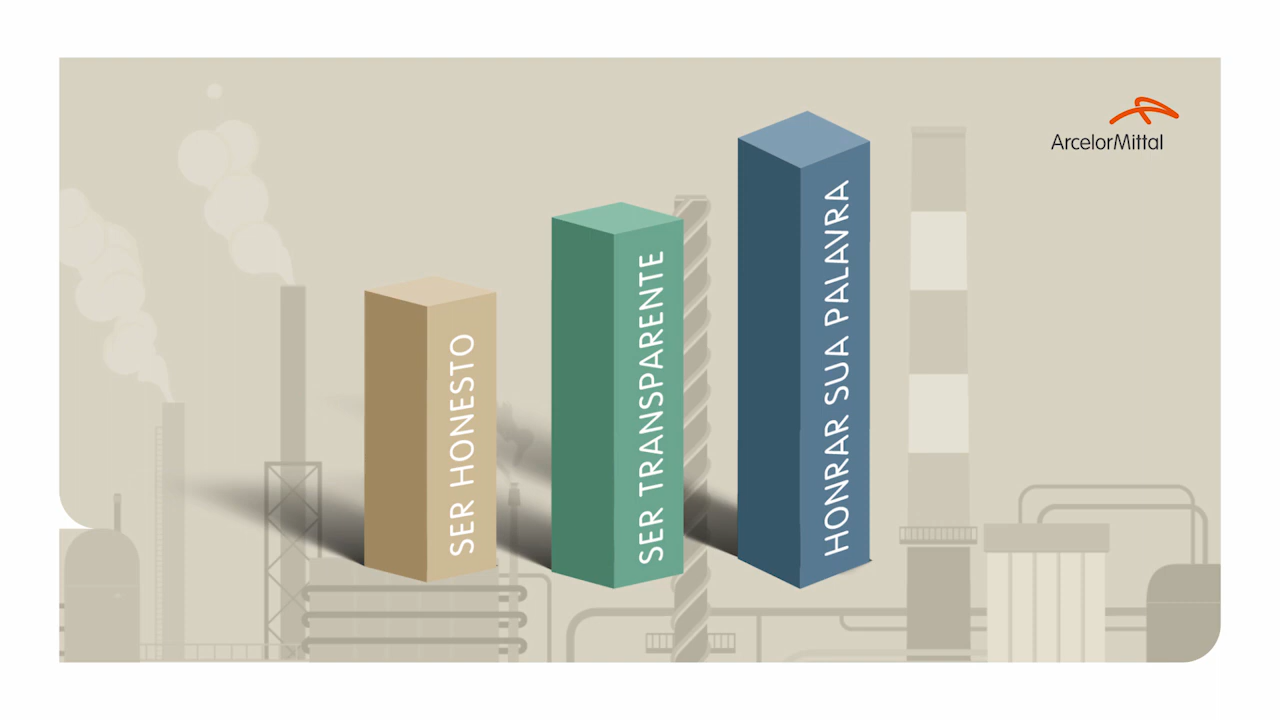 ArcelorMittal
SER HONESTO
SER TRANSPARENTE
HONRAR SUA PALAVRA